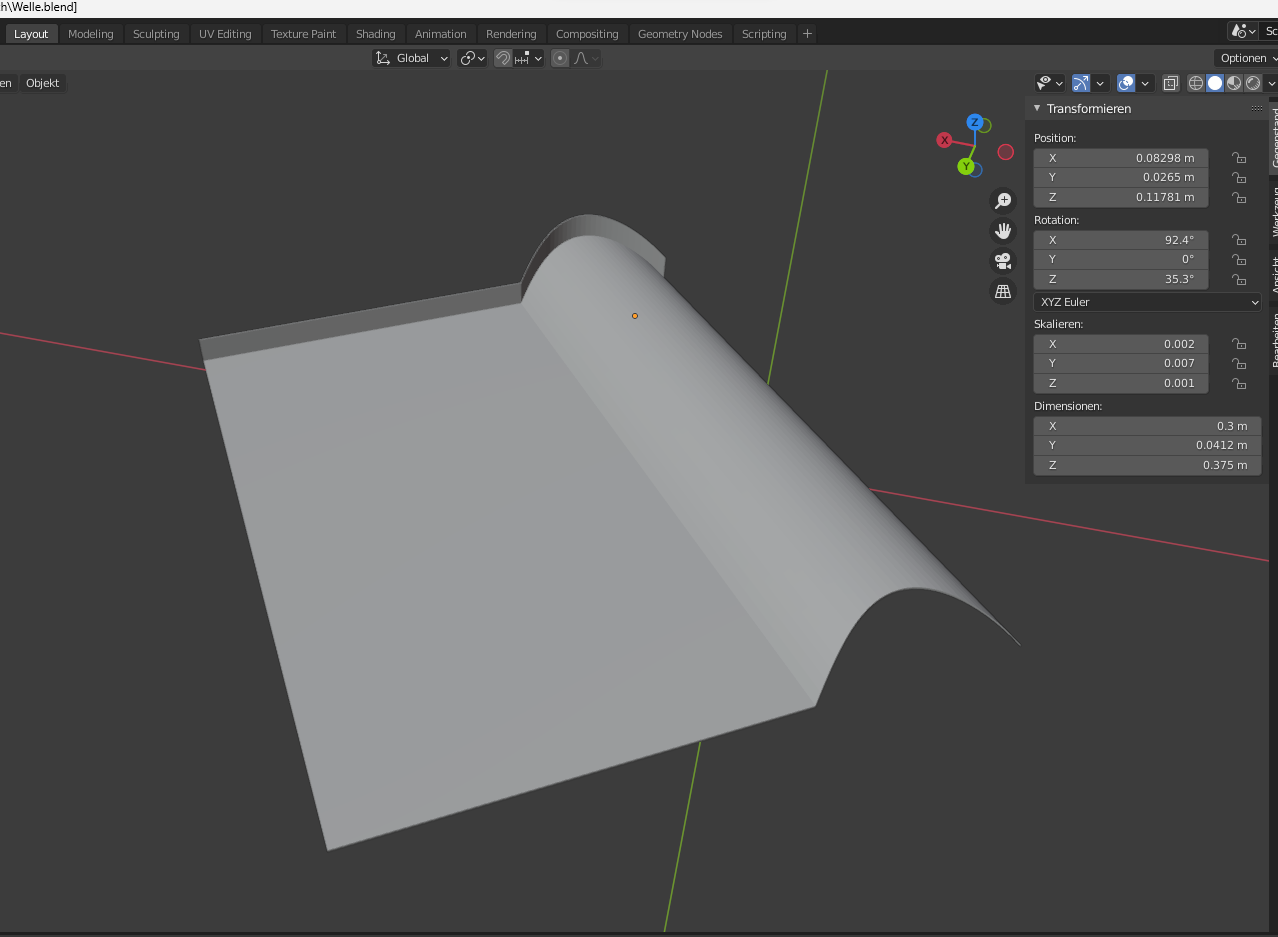 h\Welle.blend]
Layout Modeling Sculpting UV Editing Texture Paint Shading Animation Rendering Compositing Geometry Nodes Scripting +
Global
Optionen
en Objekt
Transformieren
Position:
X 0.08298 m
Y 0.0265 m
Z 0.11781 m
Rotation:
X 92.4°
Y 0°
Z 35.3°
XYZ Euler
Skalieren:
X 0.002
Y 0.007
Z 0.001
Dimensionen:
X 0.3 m
Y 0.0412 m
Z 0.375 m
Z
X
Y
Sc
Gegenstand
Werkzeug
Ansicht
Bearbeiten